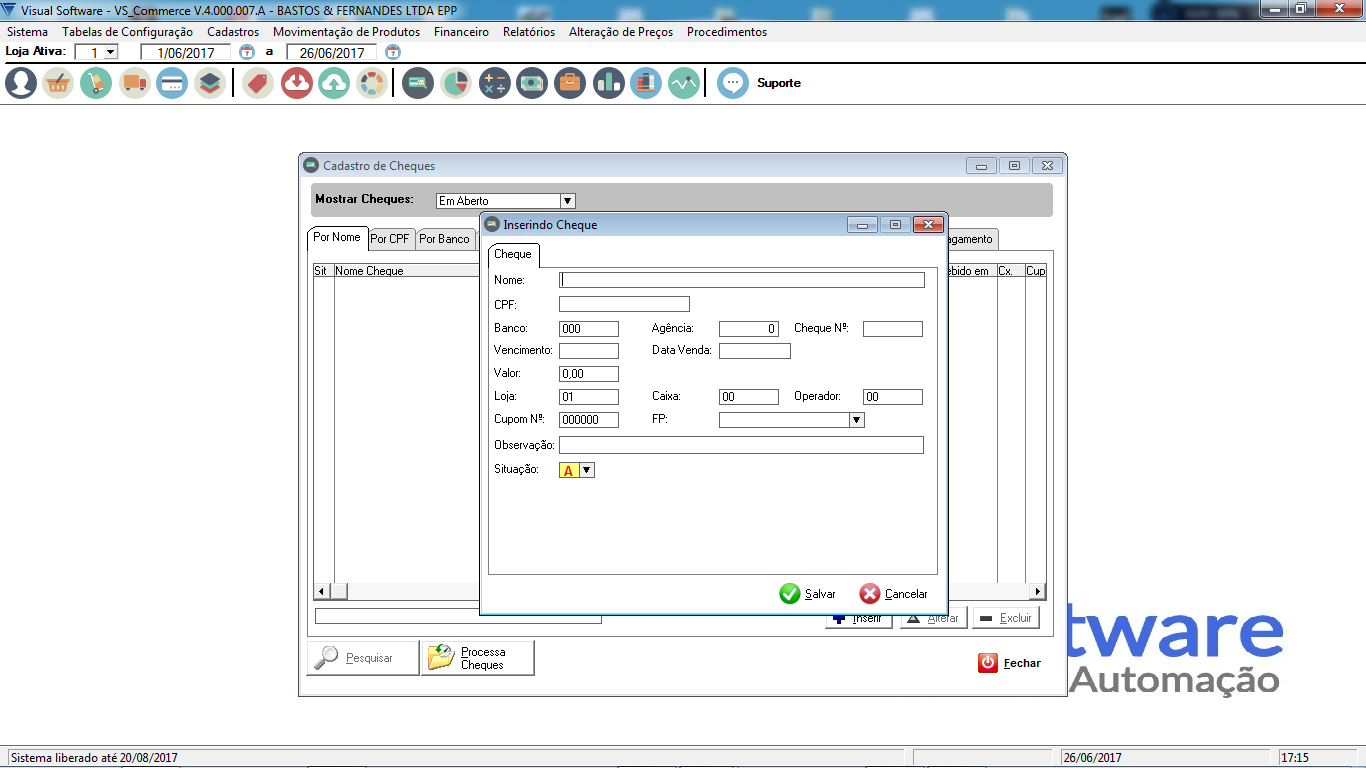 Visual Software - VS_Commerce V.4.000.007.A - BASTOS & FERNANDES LTDA EPP
Sistema Tabelas de Configuração Cadastros Movimentação de Produtos Financeiro Relatórios Alteração de Preços Procedimentos
Loja Ativa: 1 1/06/2017 a 26/06/2017
Suporte
Cadastro de Cheques
Mostrar Cheques: Em Aberto
Inserindo Cheque
Por Nome Por CPF Por Banco agamento
Cheque
Sit Nome Cheque ebido em Cx. Cup
Nome:
CPF:
Banco: 000 Agência: 0 Cheque Nº:
Vencimento: Data Venda:
Valor: 0,00
Loja: 01 Caixa: 00 Operador: 00
Cupom Nº: 000000 FP:
Observação:
Situação: A
Salvar Cancelar
Inserir Alterar Excluir
Pesquisar Processa
Cheques
Fechar
tware
Automação
Sistema liberado até 20/08/2017 26/06/2017 17:15